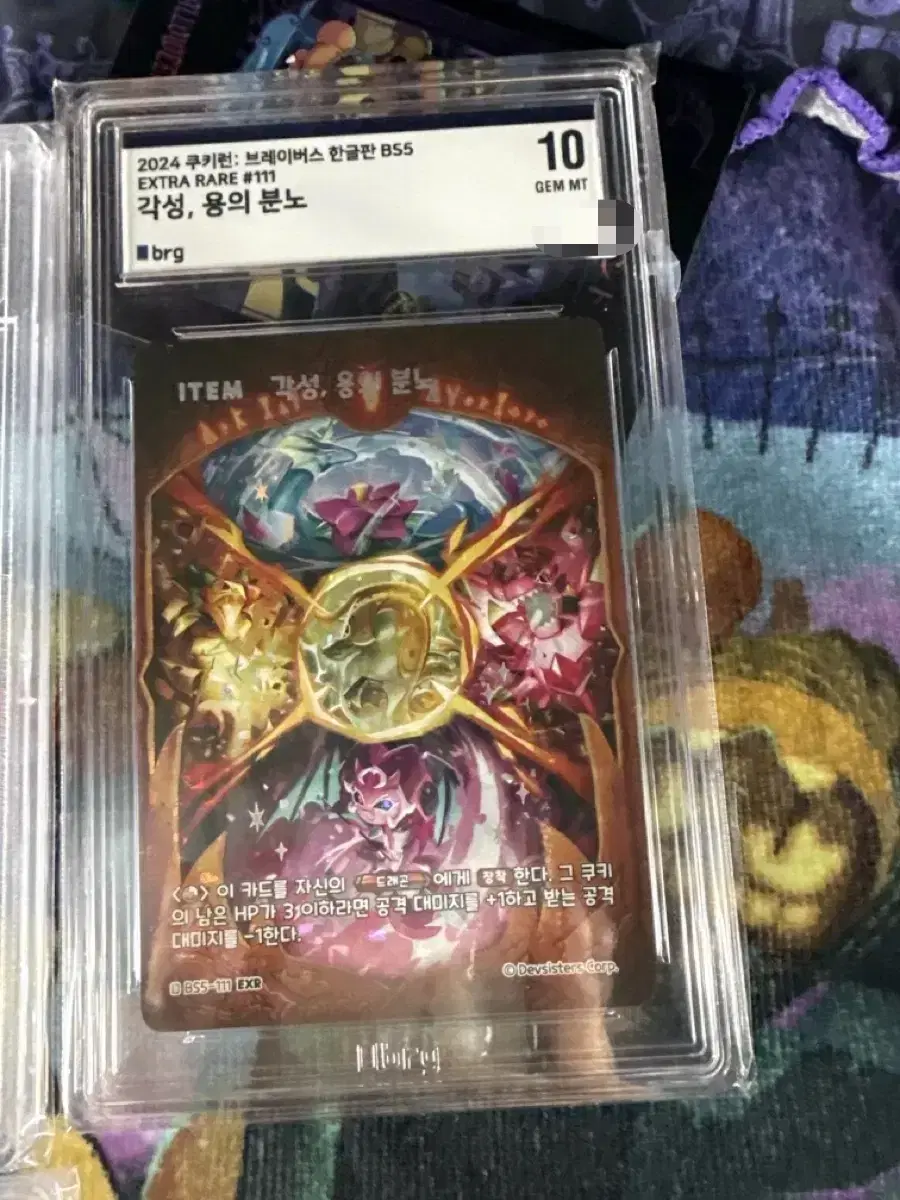 2024 쿠키런: 브레이버스 한글판 BS5
EXTRA RARE #111
각성, 용의 분노
10
GEM MT
brg
ITEM 각성, 용의 분노
이 카드를 자신의 드래곤 에게 장착 한다. 그 쿠키
의 남은 HP가 3 이하라면 공격 대미지를 +1하고 받는 공격
대미지를 -1한다.
BS5-111 EXR
© Devsisters Corp.
brg